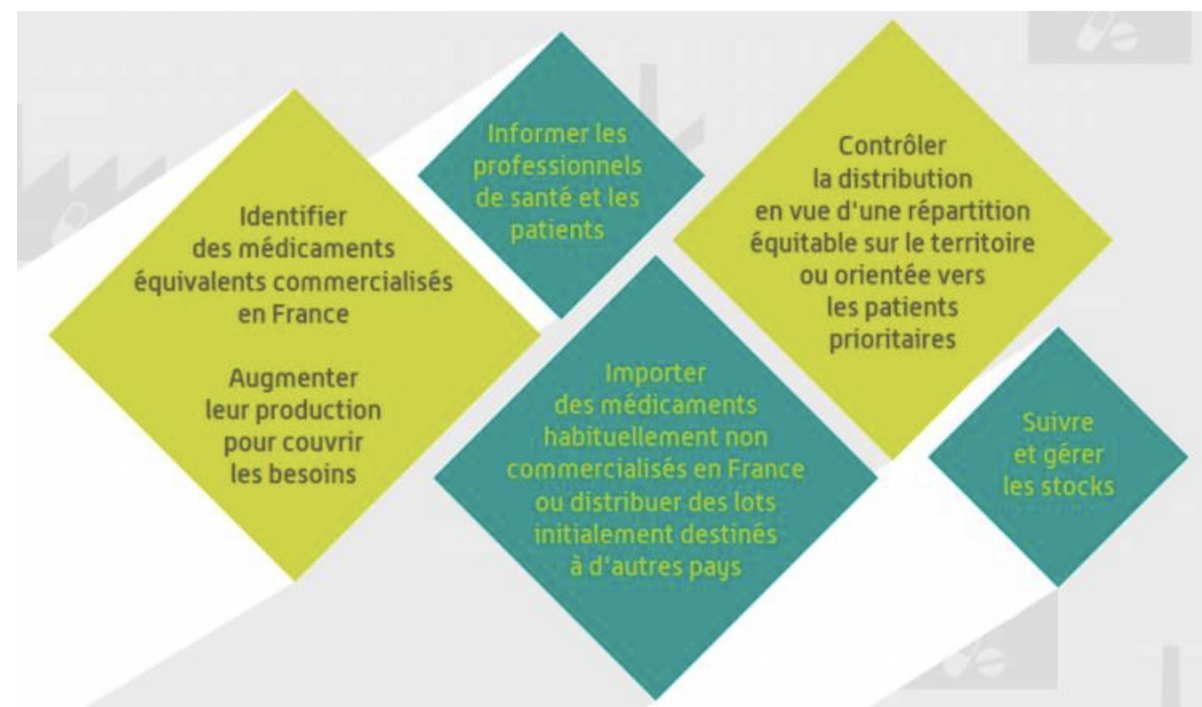 Identifier
des médicaments
équivalents commercialisés
en France
Augmenter
leur production
pour couvrir
les besoins
Informer les
professionnels
de santé et les
patients
Importer
des médicaments
habituellement non
commercialisés en France
ou distribuer des lots
initialement destinés
à d'autres pays
Contrôler
la distribution
en vue d'une répartition
équitable sur le territoire
ou orientée vers
les patients
prioritaires
Suivre
et gérer
les stocks